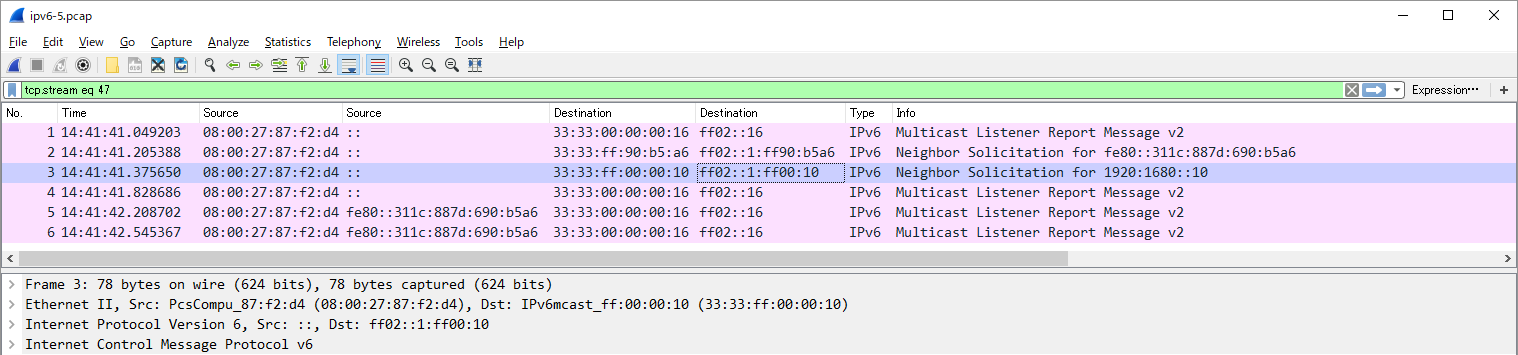 ipv6-5.pcap
File Edit View Go Capture Analyze Statistics Telephony Wireless Tools Help
tcp.stream eq 47 Expression… +
No. Time Source Source Destination Destination Type Info
1 14:41:41.049203 08:00:27:87:f2:d4 :: 33:33:00:00:00:16 ff02::16 IPv6 Multicast Listener Report Message v2
2 14:41:41.205388 08:00:27:87:f2:d4 :: 33:33:ff:90:b5:a6 ff02::1:ff90:b5a6 IPv6 Neighbor Solicitation for fe80::311c:887d:690:b5a6
3 14:41:41.375650 08:00:27:87:f2:d4 :: 33:33:ff:00:00:10 ff02::1:ff00:10 IPv6 Neighbor Solicitation for 1920:1680::10
4 14:41:41.828686 08:00:27:87:f2:d4 :: 33:33:00:00:00:16 ff02::16 IPv6 Multicast Listener Report Message v2
5 14:41:42.208702 08:00:27:87:f2:d4 fe80::311c:887d:690:b5a6 33:33:00:00:00:16 ff02::16 IPv6 Multicast Listener Report Message v2
6 14:41:42.545367 08:00:27:87:f2:d4 fe80::311c:887d:690:b5a6 33:33:00:00:00:16 ff02::16 IPv6 Multicast Listener Report Message v2
Frame 3: 78 bytes on wire (624 bits), 78 bytes captured (624 bits)
Ethernet II, Src: PcsCompu_87:f2:d4 (08:00:27:87:f2:d4), Dst: IPv6mcast_ff:00:00:10 (33:33:ff:00:00:10)
Internet Protocol Version 6, Src: ::, Dst: ff02::1:ff00:10
Internet Control Message Protocol v6